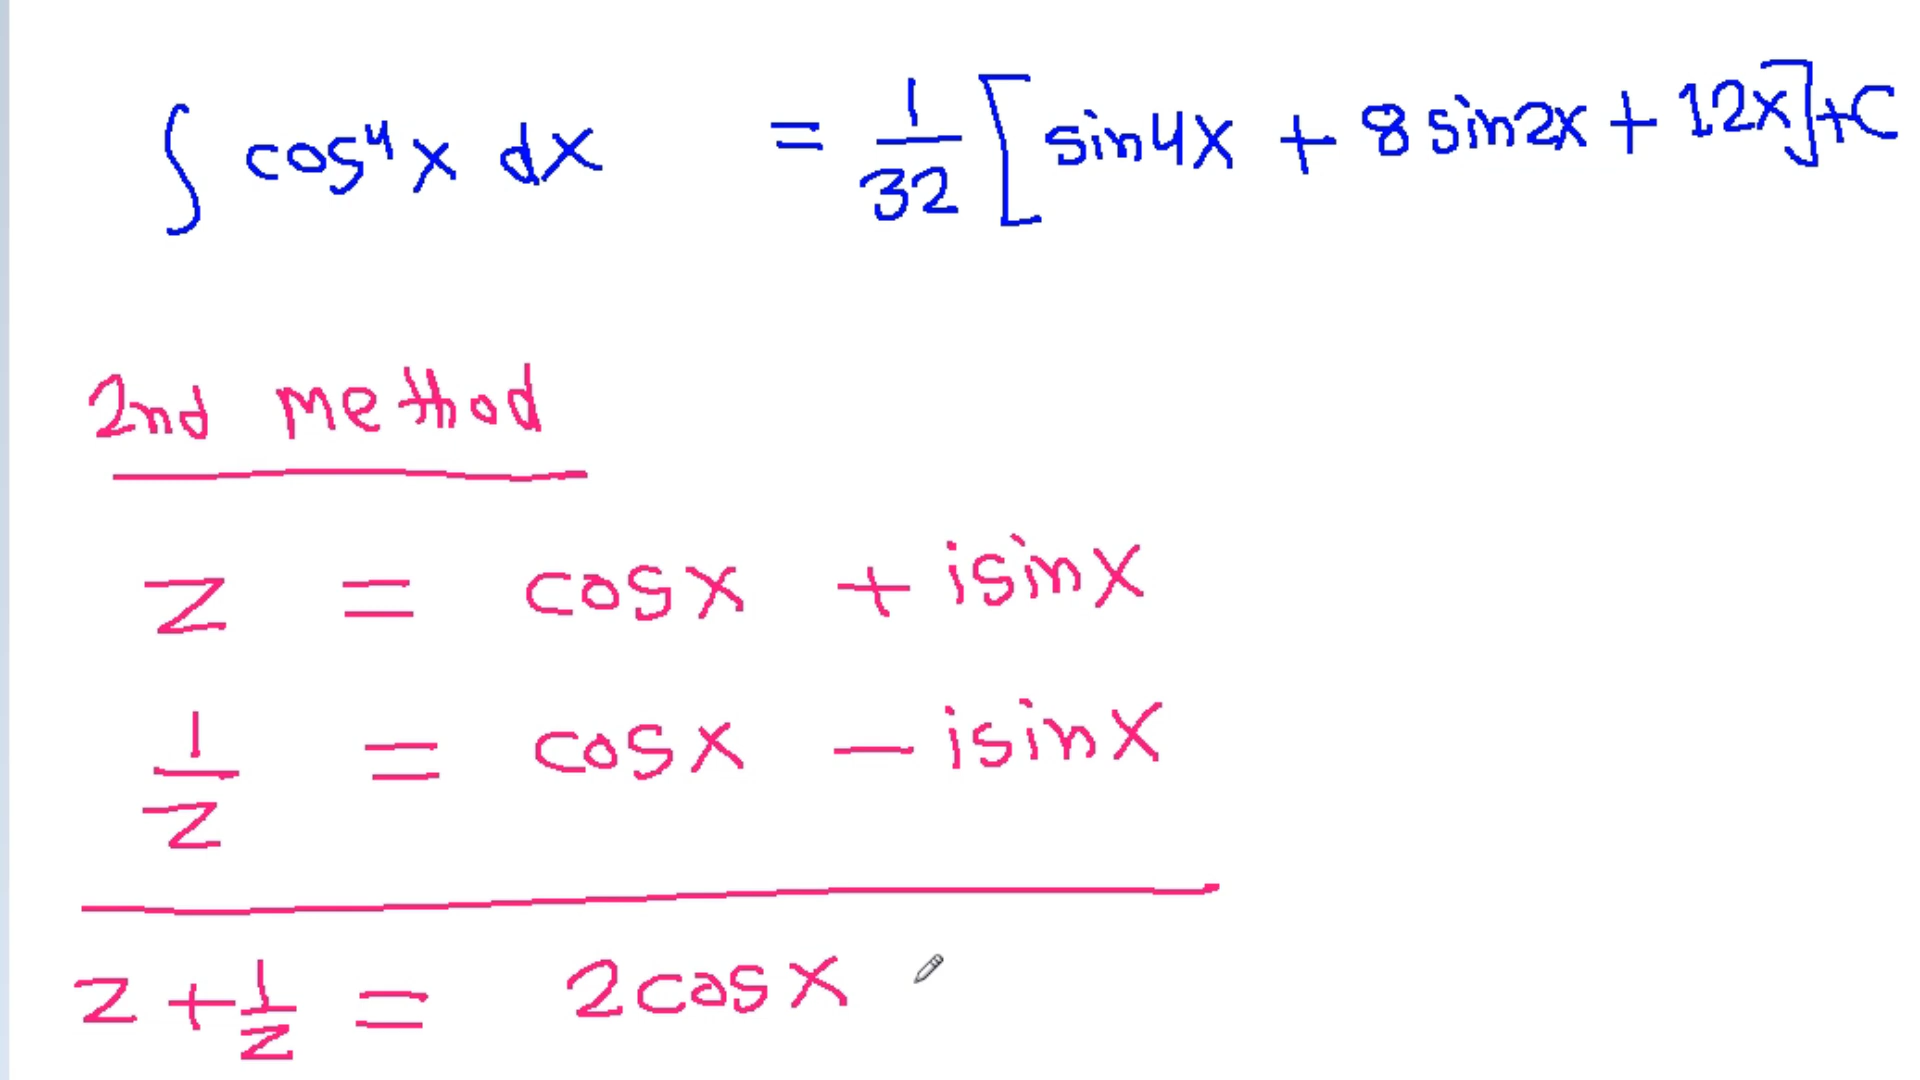 ∫ cos⁴x dx = 1/32 [sin4x + 8 sin2x + 12x] + C
2nd method
z = cosx + isinx
1/z = cosx - isinx
z + 1/z = 2cosx